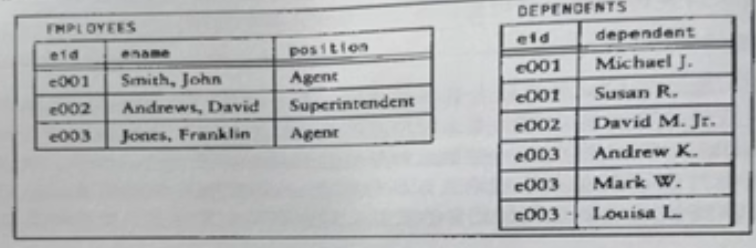 EMPLOYEES
eid ename position
e001 Smith, John Agent
e002 Andrews, David Superintendent
e003 Jones, Franklin Agent
DEPENDENTS
eid dependent
e001 Michael J.
e001 Susan R.
e002 David M. Jr.
e003 Andrew K.
e003 Mark W.
e003 Louisa L.